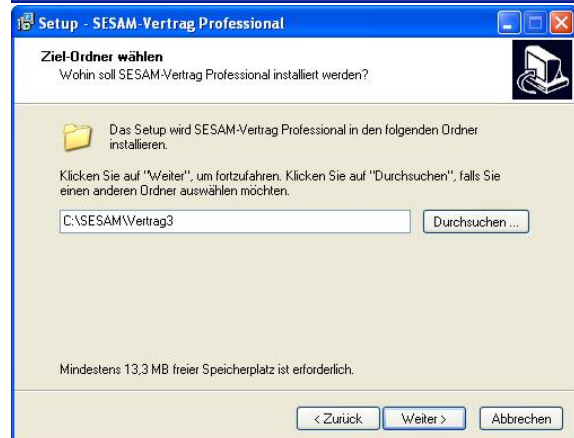 Setup - SESAM-Vertrag Professional
Ziel-Ordner wählen
Wohin soll SESAM-Vertrag Professional installiert werden?
Das Setup wird SESAM-Vertrag Professional in den folgenden Ordner
installieren.
Klicken Sie auf "Weiter", um fortzufahren. Klicken Sie auf "Durchsuchen", falls Sie
einen anderen Ordner auswählen möchten.
C:\SESAM\Vertrag3
Durchsuchen ...
Mindestens 13,3 MB freier Speicherplatz ist erforderlich.
< Zurück Weiter > Abbrechen